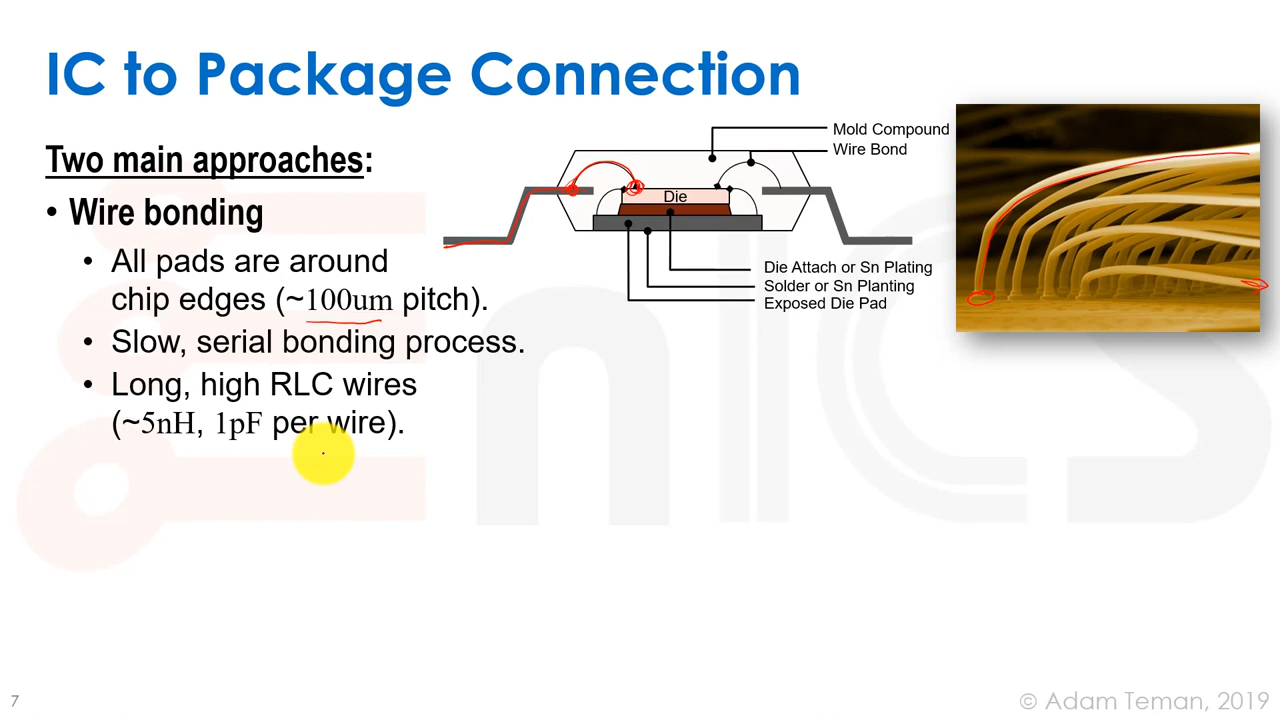 IC to Package Connection
Two main approaches:
• Wire bonding
• All pads are around
chip edges (~100um pitch).
• Slow, serial bonding process.
• Long, high RLC wires
(~5nH, 1pF per wire).
Mold Compound
Wire Bond
Die
Die Attach or Sn Plating
Solder or Sn Planting
Exposed Die Pad
EnICS
7
© Adam Teman, 2019